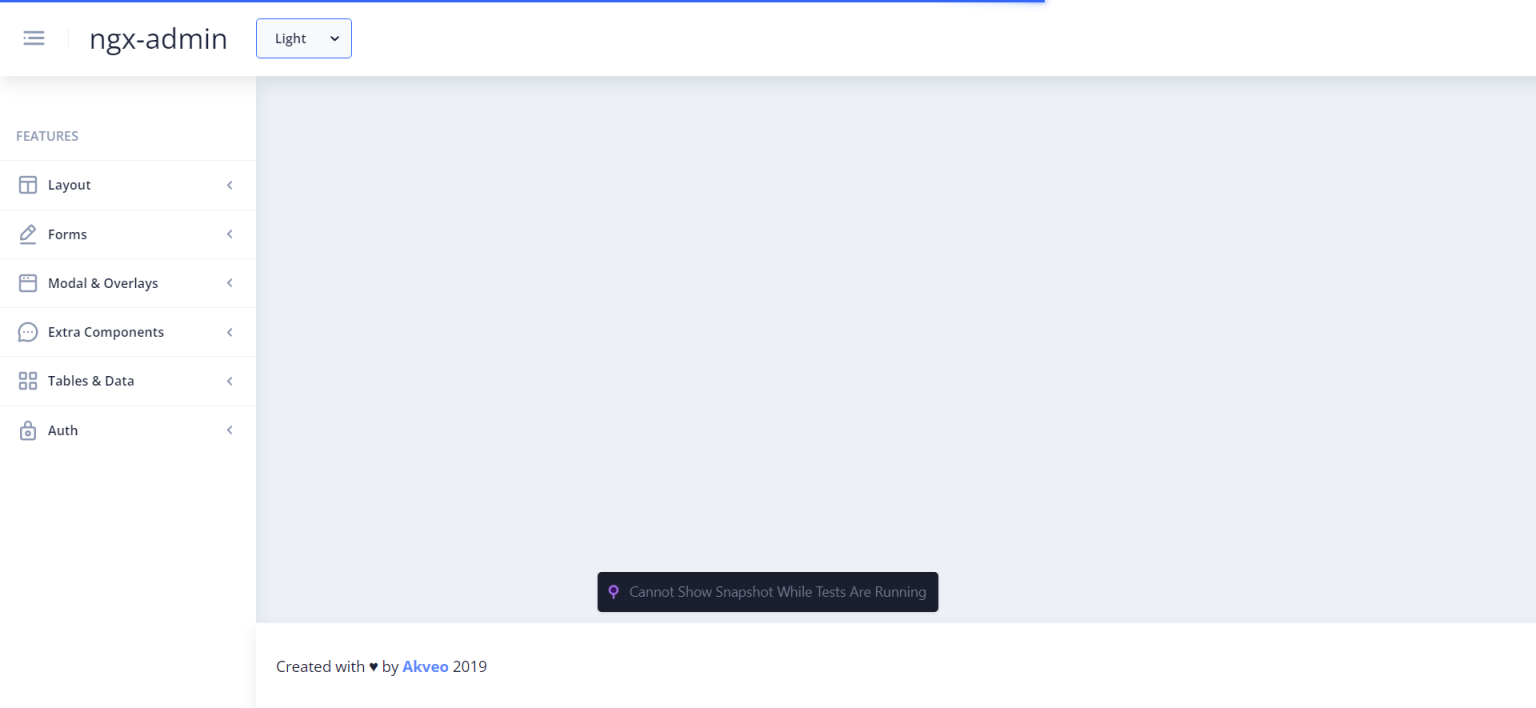 ngx-admin
Light
FEATURES
Layout
Forms
Modal & Overlays
Extra Components
Tables & Data
Auth
Cannot Show Snapshot While Tests Are Running
Created with ♥ by Akveo 2019